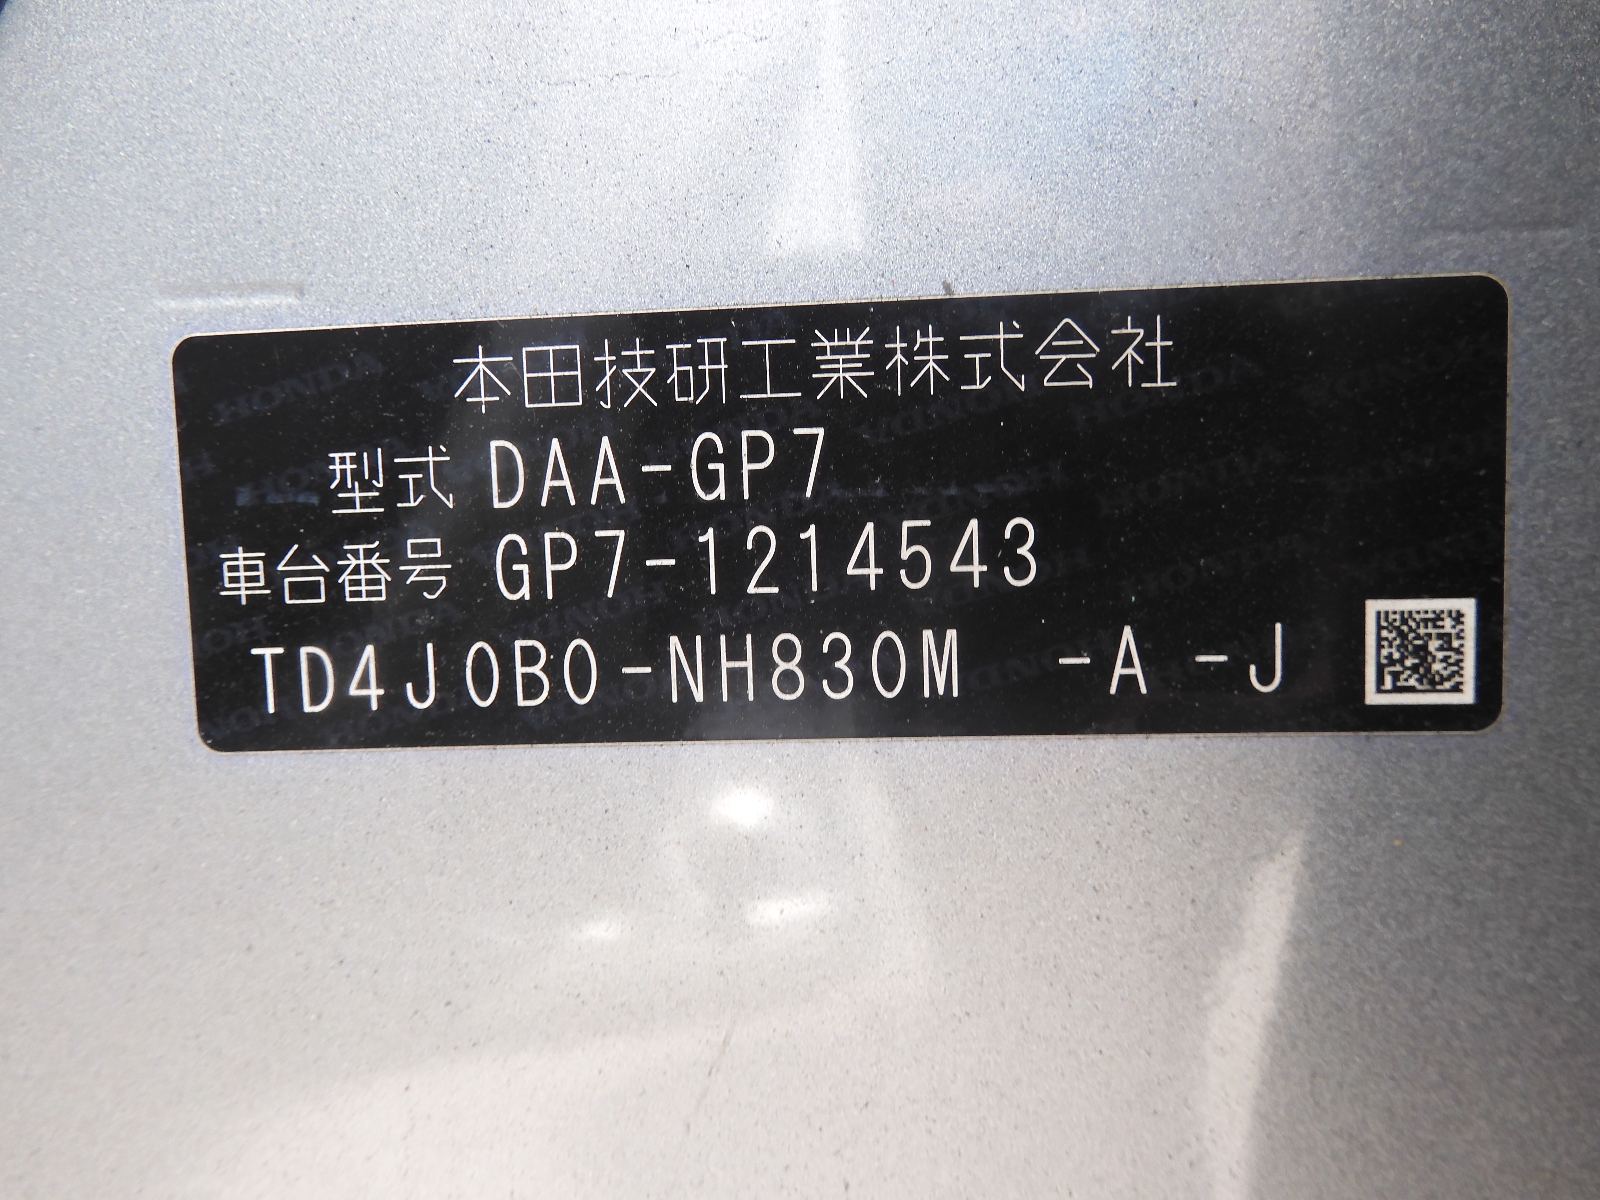 本田技研工業株式会社
型式 DAA-GP7
車台番号 GP7-1214543
TD4J0B0-NH830M -A -J